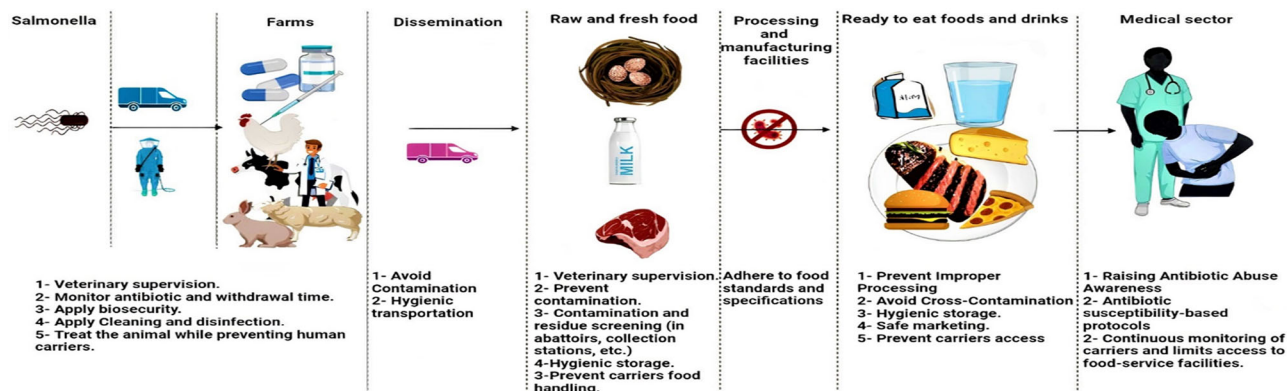 Salmonella
Farms
Dissemination
Raw and fresh food
Processing
and
manufacturing
facilities
Ready to eat foods and drinks
Medical sector
MILK
1- Veterinary supervision.
2- Monitor antibiotic and withdrawal time.
3- Apply biosecurity.
4- Apply Cleaning and disinfection.
5- Treat the animal while preventing human
carriers.
1- Avoid
Contamination
2- Hygienic
transportation
1- Veterinary supervision.
2- Prevent
contamination.
3- Contamination and
residue screening (in
abattoirs, collection
stations, etc.)
4-Hygienic storage.
3-Prevent carriers food
handling.
Adhere to food
standards and
specifications
1- Prevent Improper
Processing
2- Avoid Cross-Contamination
3- Hygienic storage.
4- Safe marketing.
5- Prevent carriers access
1- Raising Antibiotic Abuse
Awareness
2- Antibiotic
susceptibility-based
protocols
2- Continuous monitoring of
carriers and limits access to
food-service facilities.